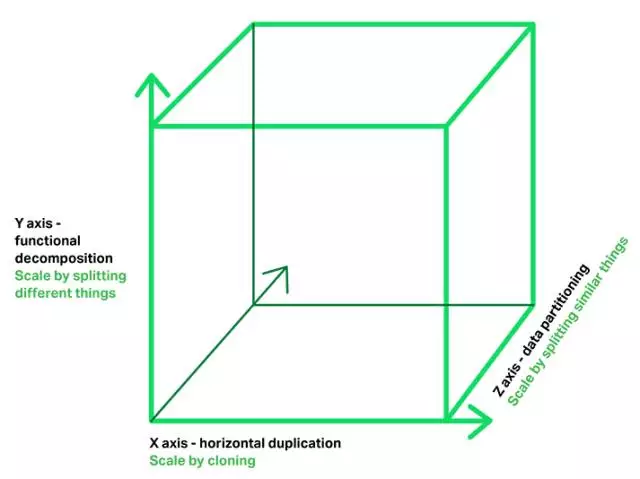 Y axis -
functional
decomposition
Scale by splitting
different things
Z axis - data partitioning
Scale by splitting similar things
X axis - horizontal duplication
Scale by cloning